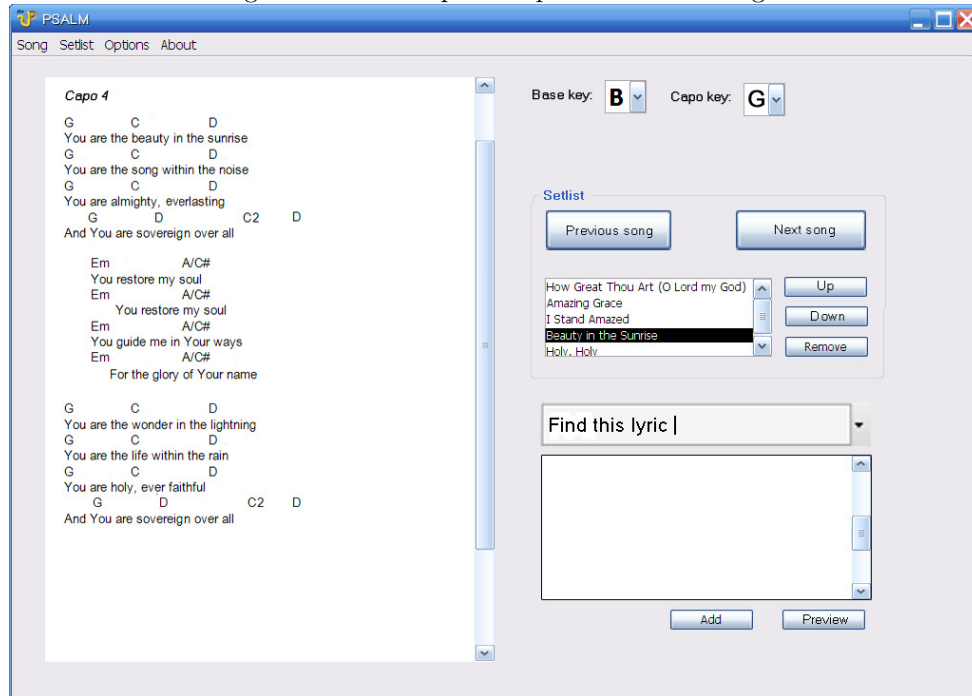 PSALM
Song Setlist Options About
Capo 4
G C D
You are the beauty in the sunrise
G C D
You are the song within the noise
G C D
You are almighty, everlasting
G D C2 D
And You are sovereign over all
Em A/C#
You restore my soul
Em A/C#
You restore my soul
Em A/C#
You guide me in Your ways
Em A/C#
For the glory of Your name
G C D
You are the wonder in the lightning
G C D
You are the life within the rain
G C D
You are holy, ever faithful
G D C2 D
And You are sovereign over all
Base key: B Capo key: G
Setlist
Previous song Next song
How Great Thou Art (O Lord my God)
Amazing Grace
I Stand Amazed
Beauty in the Sunrise
Holy, Holy
Up
Down
Remove
Find this lyric
Add Preview